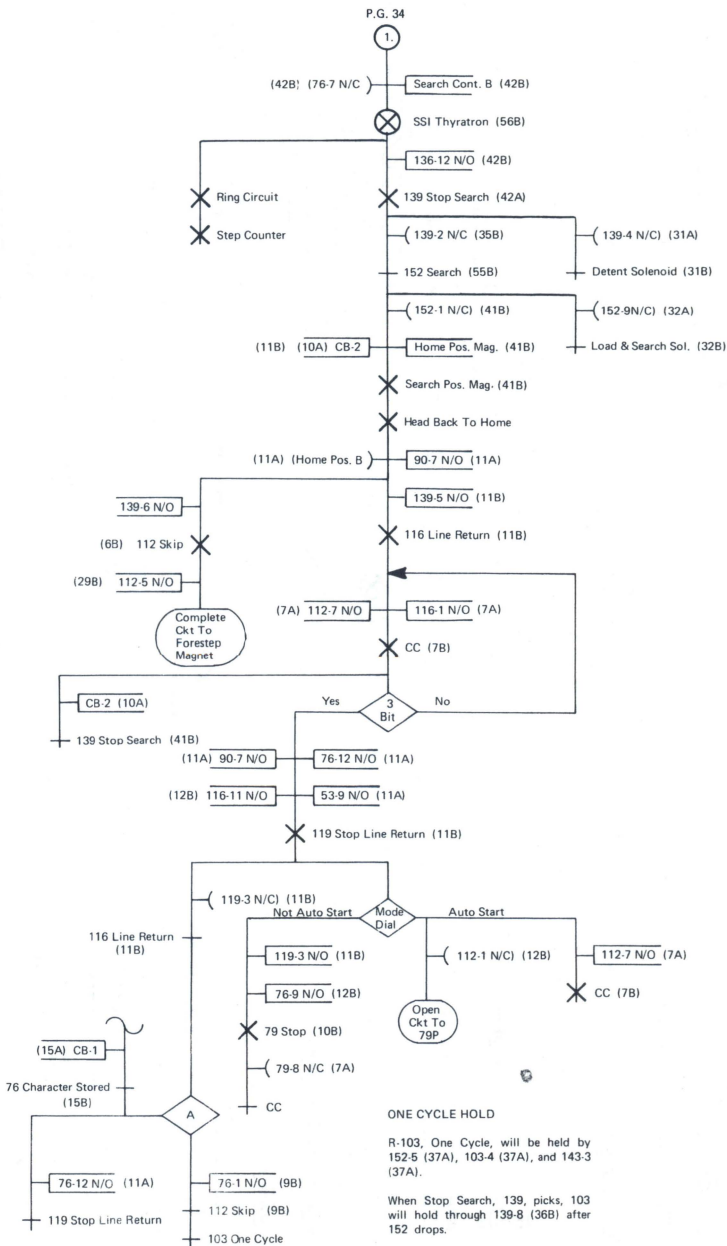 P.G. 34
1.
(42B) (76-7 N/C
Search Cont. B (42B)
SSI Thyratron (56B)
136-12 N/O (42B)
Ring Circuit
139 Stop Search (42A)
139-2 N/C (35B)
139-4 N/C) (31A)
Step Counter
152 Search (55B)
Detent Solenoid (31B)
152-1 N/C) (41B)
152-9N/C) (32A)
(11B) (10A) CB-2
Home Pos. Mag. (41B)
Load & Search Sol. (32B)
Search Pos. Mag. (41B)
Head Back To Home
(11A) (Home Pos. B
90-7 N/O (11A)
139-6 N/O
139-5 N/O (11B)
(6B) 112 Skip
116 Line Return (11B)
(29B) 112-5 N/O
Complete
Ckt To
Forestep
Magnet
(7A) 112-7 N/O
116-1 N/O (7A)
CC (7B)
CB-2 (10A)
Yes
3
Bit
No
139 Stop Search (41B)
(11A) 90-7 N/O
76-12 N/O (11A)
(12B) 116-11 N/O
53-9 N/O (11A)
119 Stop Line Return (11B)
119-3 N/C) (11B)
Not Auto Start
Mode
Dial
Auto Start
116 Line Return
(11B)
119-3 N/O (11B)
112-1 N/C) (12B)
112-7 N/O (7A)
76-9 N/O (12B)
CC (7B)
Open
Ckt To
79P
79 Stop (10B)
(15A) CB-1
79-8 N/C (7A)
76 Character Stored
(15B)
A
CC
76-12 N/O (11A)
76-1 N/O (9B)
119 Stop Line Return
112 Skip (9B)
103 One Cycle
ONE CYCLE HOLD
R-103, One Cycle, will be held by
152-5 (37A), 103-4 (37A), and 143-3
(37A).
When Stop Search, 139, picks, 103
will hold through 139-8 (36B) after
152 drops.